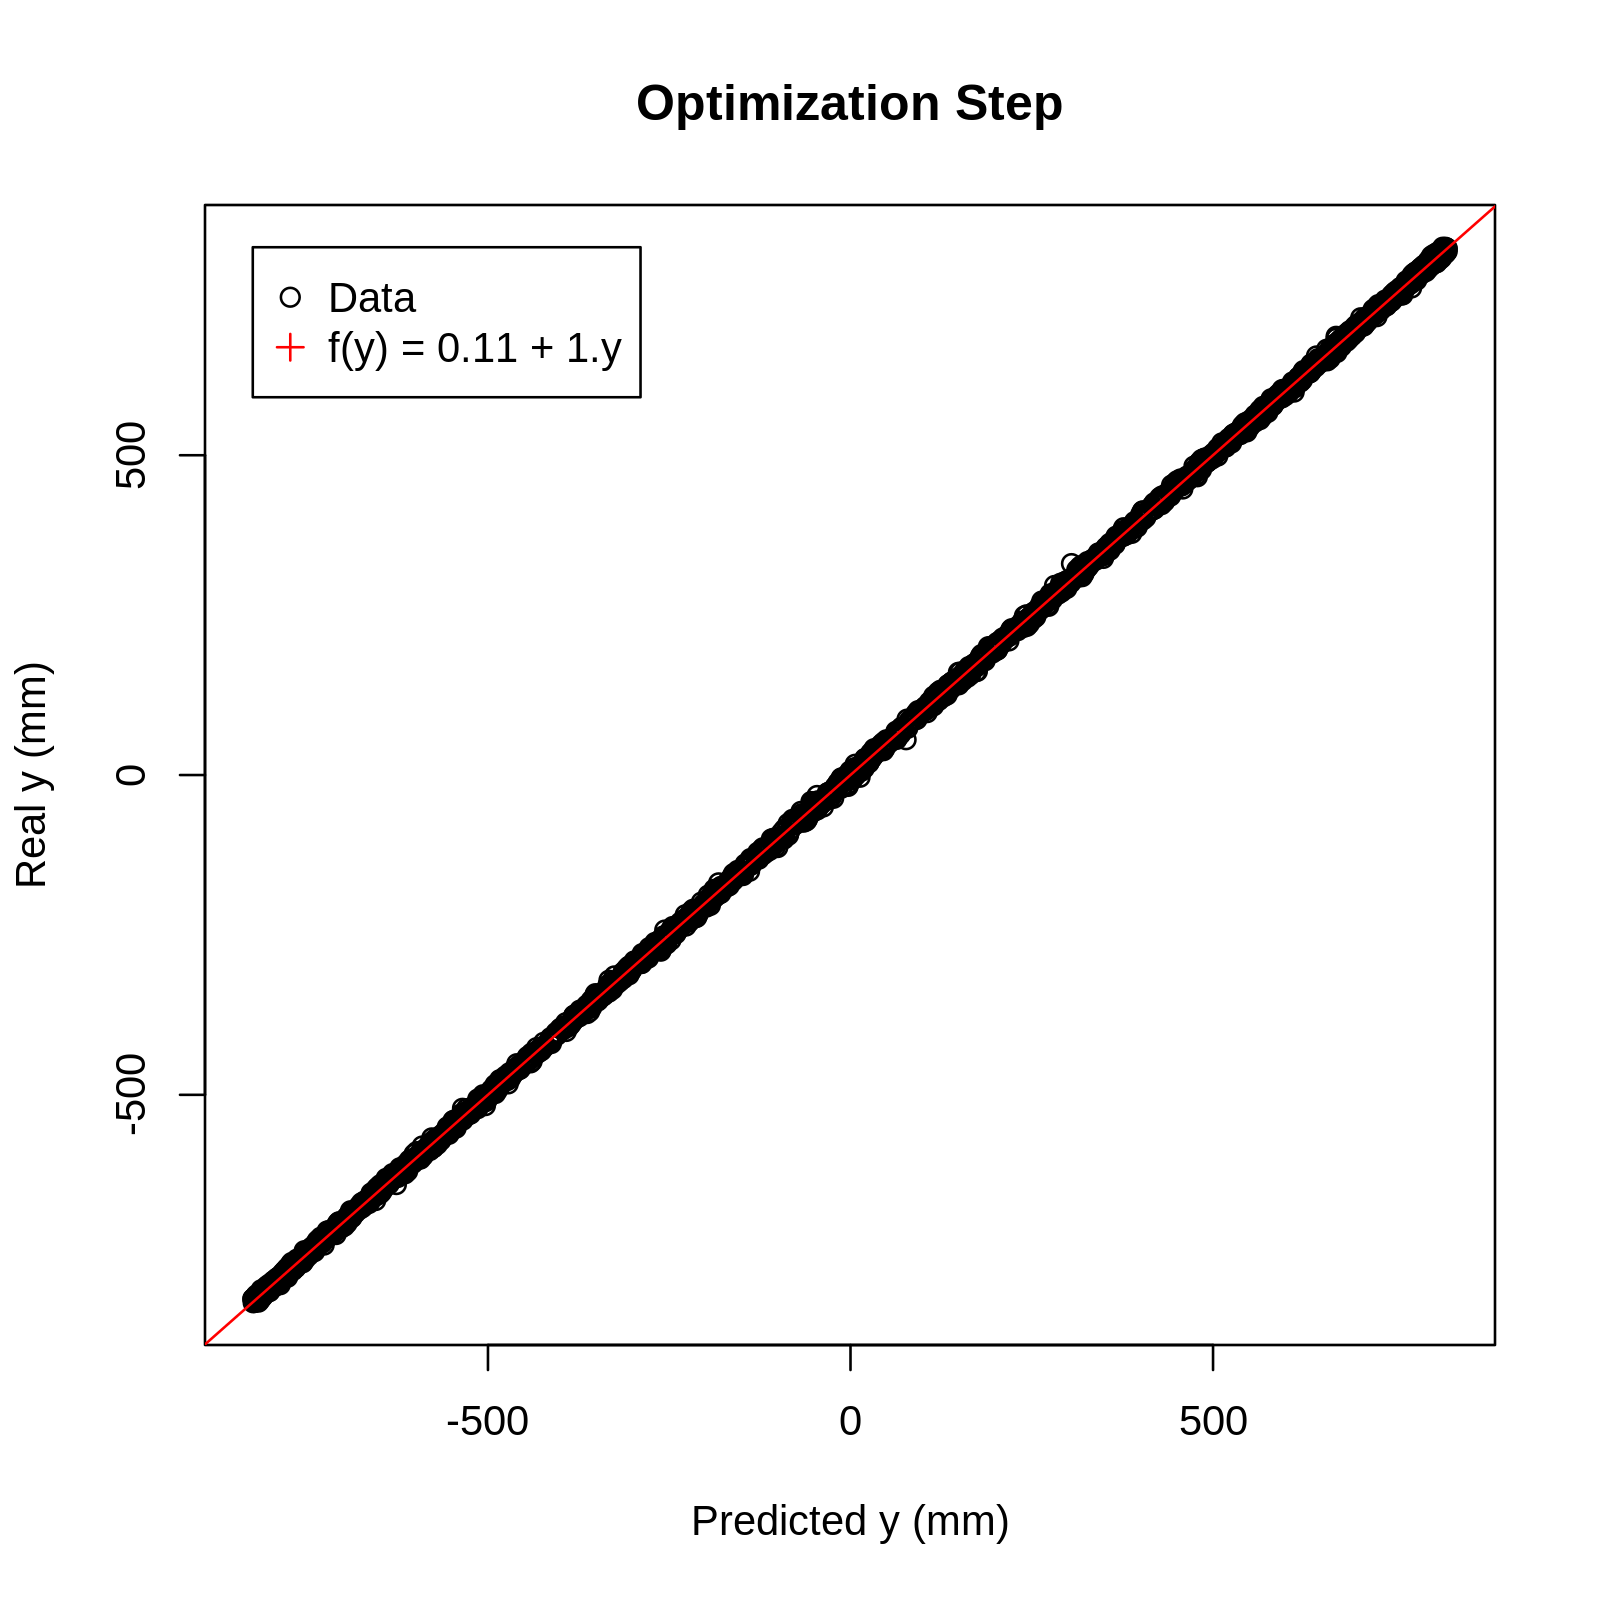 Optimization Step
Data
f(y) = 0.11 + 1.y
Real y (mm)
500
0
-500
-500
0
500
Predicted y (mm)